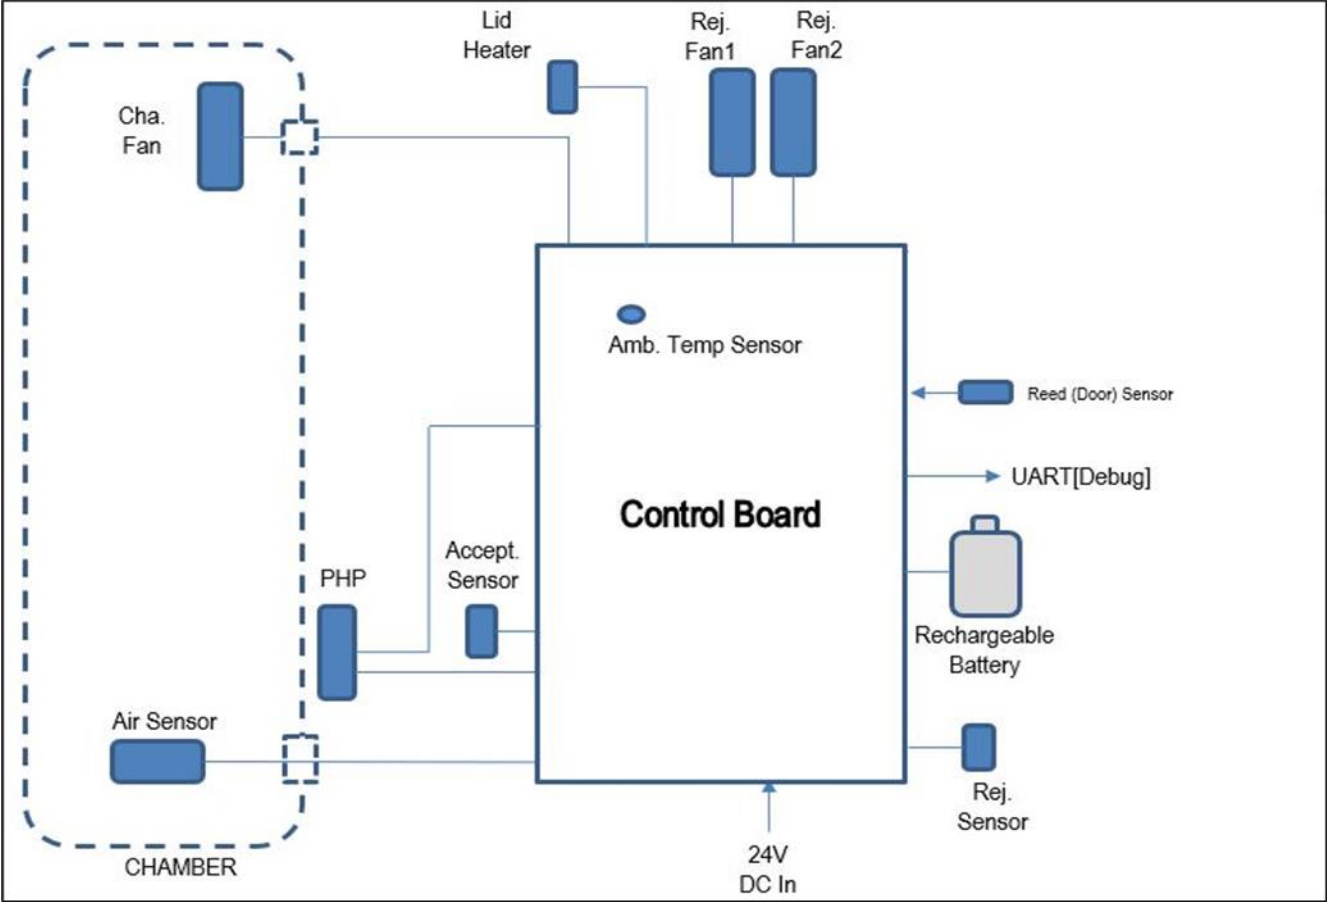 Lid
Heater
Rej.
Fan1
Rej.
Fan2
Cha.
Fan
Amb. Temp Sensor
Reed (Door) Sensor
UART[Debug]
Control Board
Accept.
Sensor
PHP
Rechargeable
Battery
Air Sensor
Rej.
Sensor
24V
DC In
CHAMBER